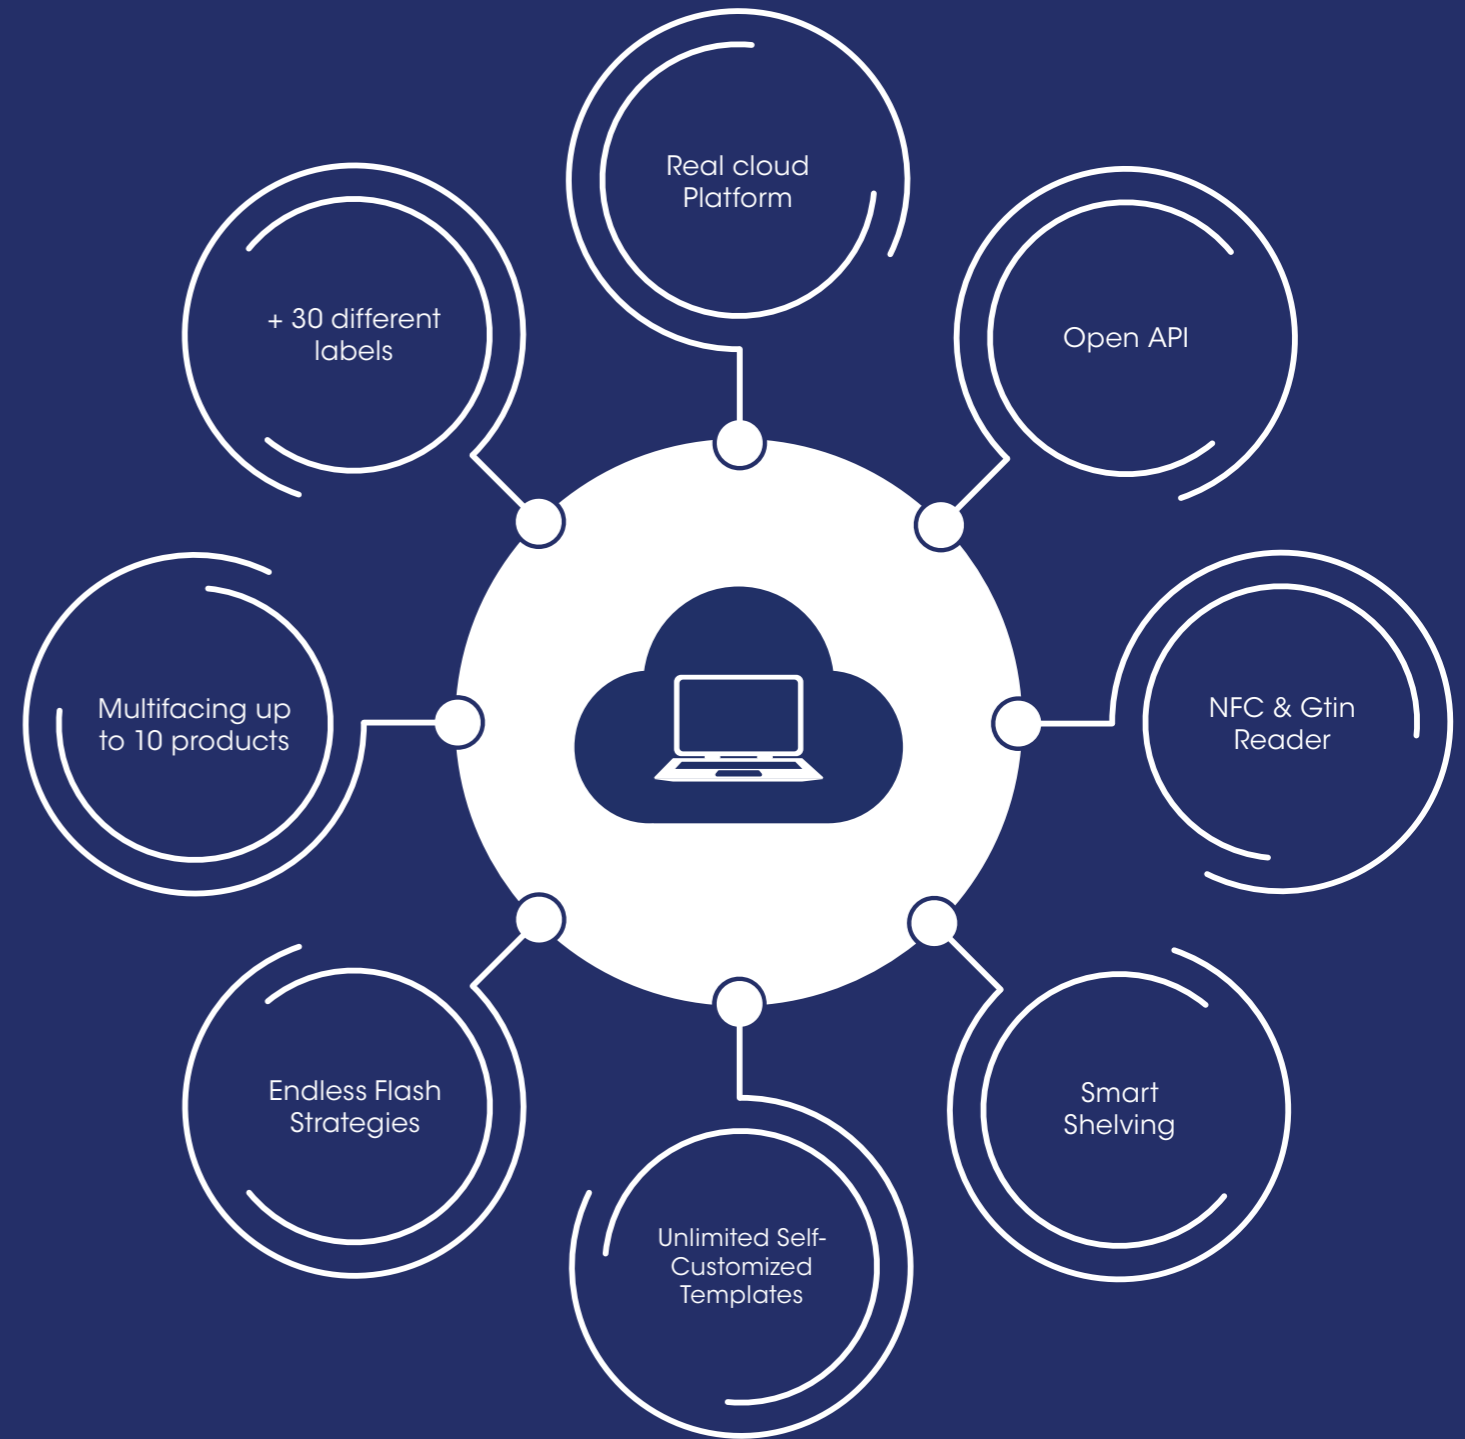 Real cloud
Platform
+ 30 different
labels
Open API
Multifacing up
to 10 products
NFC & Gtin
Reader
Endless Flash
Strategies
Smart
Shelving
Unlimited Self-
Customized
Templates